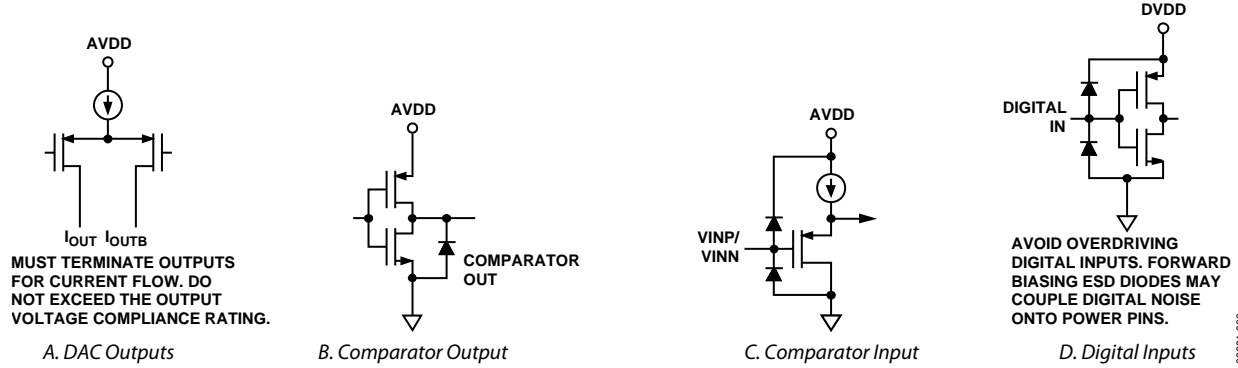 AVDD
IOUT IOUTB
MUST TERMINATE OUTPUTS
FOR CURRENT FLOW. DO
NOT EXCEED THE OUTPUT
VOLTAGE COMPLIANCE RATING.
A. DAC Outputs
AVDD
COMPARATOR
OUT
B. Comparator Output
AVDD
VINP/
VINN
C. Comparator Input
DVDD
DIGITAL
IN
AVOID OVERDRIVING
DIGITAL INPUTS. FORWARD
BIASING ESD DIODES MAY
COUPLE DIGITAL NOISE
ONTO POWER PINS.
D. Digital Inputs